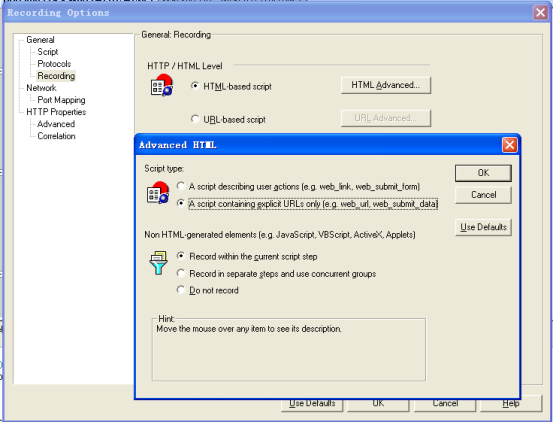 Recording Options
General
Script
Protocols
Recording
Network
Port Mapping
HTTP Properties
Advanced
Correlation
General: Recording
HTTP / HTML Level
HTML-based script
HTML Advanced...
URL-based script
URL Advanced...
Advanced HTML
Script type:
A script describing user actions (e.g. web_link, web_submit_form)
A script containing explicit URLs only (e.g. web_url, web_submit_data)
OK
Cancel
Use Defaults
Non HTML-generated elements (e.g. JavaScript, VBScript, ActiveX, Applets)
Record within the current script step
Record in separate steps and use concurrent groups
Do not record
Hint:
Move the mouse over any item to see its description.
Use Defaults
OK
Cancel
Help